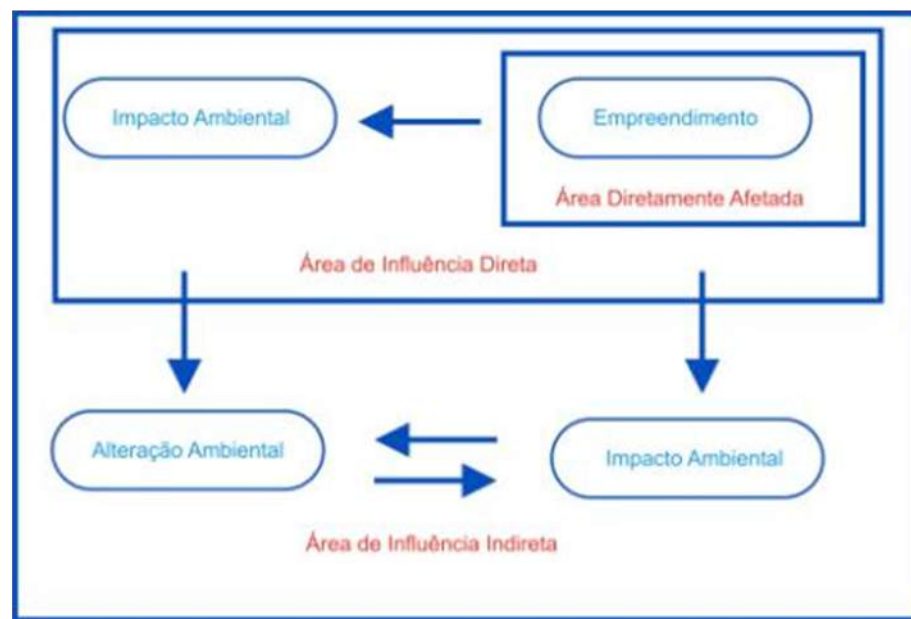 Impacto Ambiental
Empreendimento
Área Diretamente Afetada
Área de Influência Direta
Alteração Ambiental
Impacto Ambiental
Área de Influência Indireta